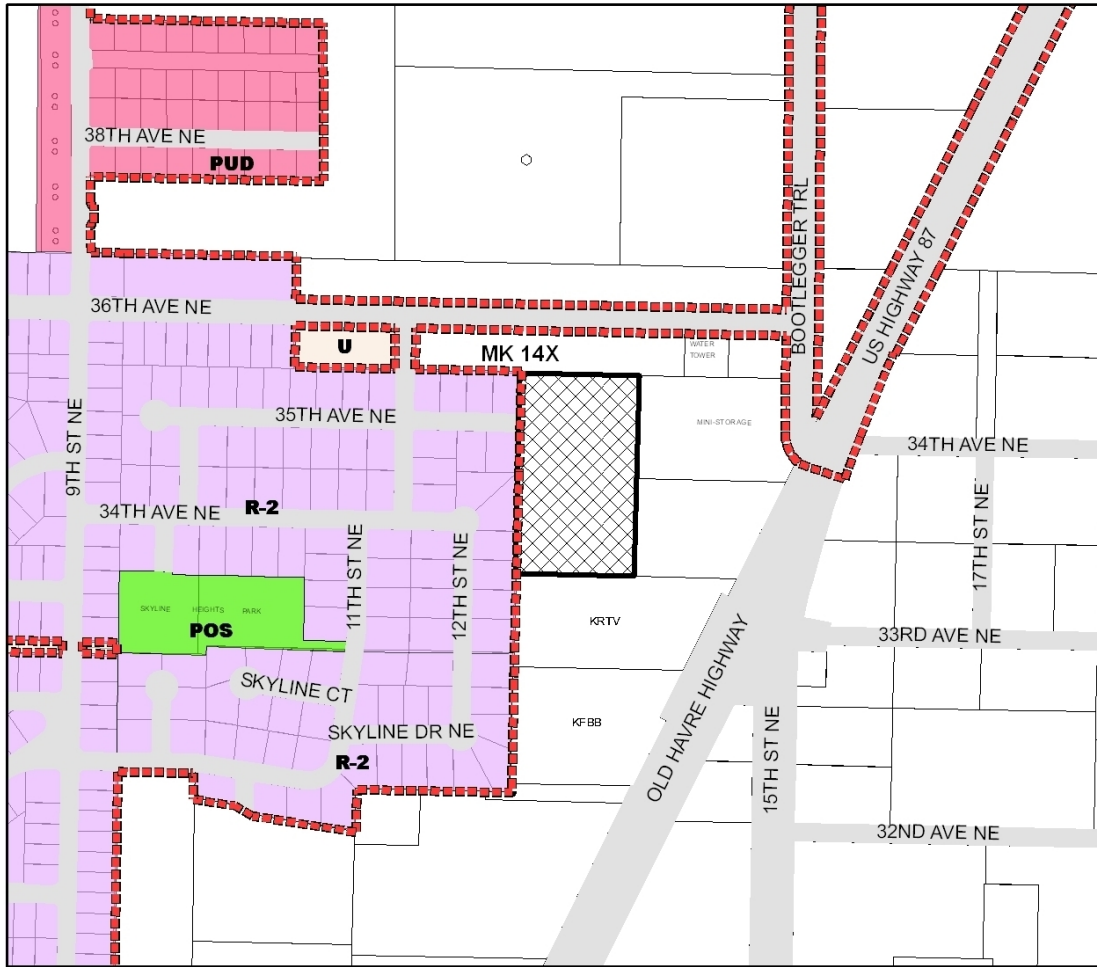 38TH AVE NE
PUD
BOOTLEGGER TRL
US HIGHWAY 87
36TH AVE NE
U
MK 14X
WATER
TOWER
35TH AVE NE
MINI-STORAGE
9TH ST NE
34TH AVE NE
34TH AVE NE
R-2
11TH ST NE
12TH ST NE
17TH ST NE
SKYLINE HEIGHTS PARK
POS
KRTV
33RD AVE NE
SKYLINE CT
SKYLINE DR NE
KFBB
R-2
OLD HAVRE HIGHWAY
15TH ST NE
32ND AVE NE